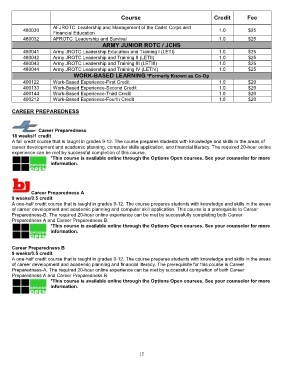 Course Credit Fee
480030 AFJROTC: Leadership and Management of the Cadet Corps and Financial Education 1.0 $25
480032 AFROTC: Leadership and Survival 1.0 $25
ARMY JUNIOR ROTC / JCHS
480041 Army JROTC Leadership Education and Training I (LETI) 1.0 $25
480042 Army JROTC Leadership and Training II (LETII) 1.0 $25
480043 Army JROTC Leadership and Training III (LETIII) 1.0 $25
480044 Army JROTC Leadership and Training IV (LETIV) 1.0 $25
WORK-BASED LEARNING *Formerly Known as Co-Op
400122 Work-Based Experience-First Credit 1.0 $20
400133 Work-Based Experience-Second Credit 1.0 $20
400144 Work-Based Experience-Third Credit 1.0 $20
400212 Work-Based Experience-Fourth Credit 1.0 $20
CAREER PREPAREDNESS
Career Preparedness
18 weeks/1 credit
A full credit course that is taught in grades 9-12. The course prepares students with knowledge and skills in the areas of
career development and academic planning, computer skills application, and financial literacy. The required 20-hour online
experience can be met by successful completion of this course.
*This course is available online through the Options Open courses. See your counselor for more
information.
Career Preparedness A
9 weeks/0.5 credit
A one-half credit course that is taught in grades 9-12. The course prepares students with knowledge and skills in the areas
of career development and academic planning and computer skill application. This course is a prerequisite to Career
Preparedness-B. The required 20-hour online experience can be met by successfully completing both Career
Preparedness A and Career Preparedness B.
*This course is available online through the Options Open courses. See your counselor for more
information.
Career Preparedness B
9 weeks/0.5 credit
A one-half credit course that is taught in grades 9-12. The course prepares students with knowledge and skills in the areas
of career development and academic planning and financial literacy. The prerequisite for this course is Career
Preparedness-A. The required 20-hour online experience can be met by successful completion of both Career
Preparedness A and Career Preparedness B.
*This course is available online through the Options Open courses. See your counselor for more
information.
15